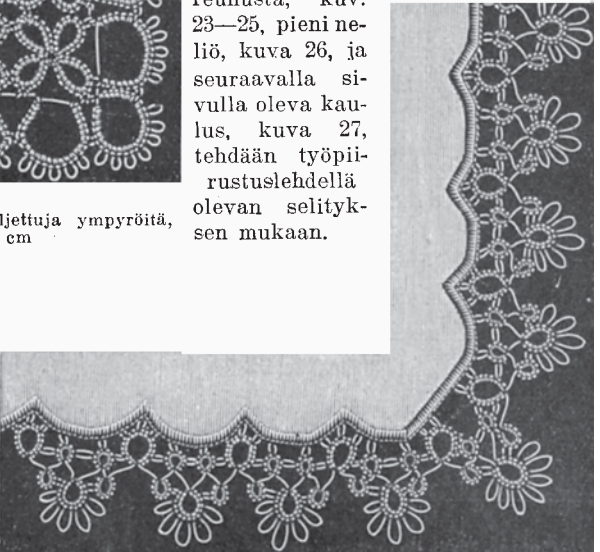 reunusta, kuv.
23—25, pieni ne-
liö, kuva 26, ja
seuraavalla si-
vulla oleva kau-
lus, kuva 27,
tehdään työpii-
rustuslehdellä
olevan selityk-
sen mukaan.
ljettuja ympyröitä,
cm